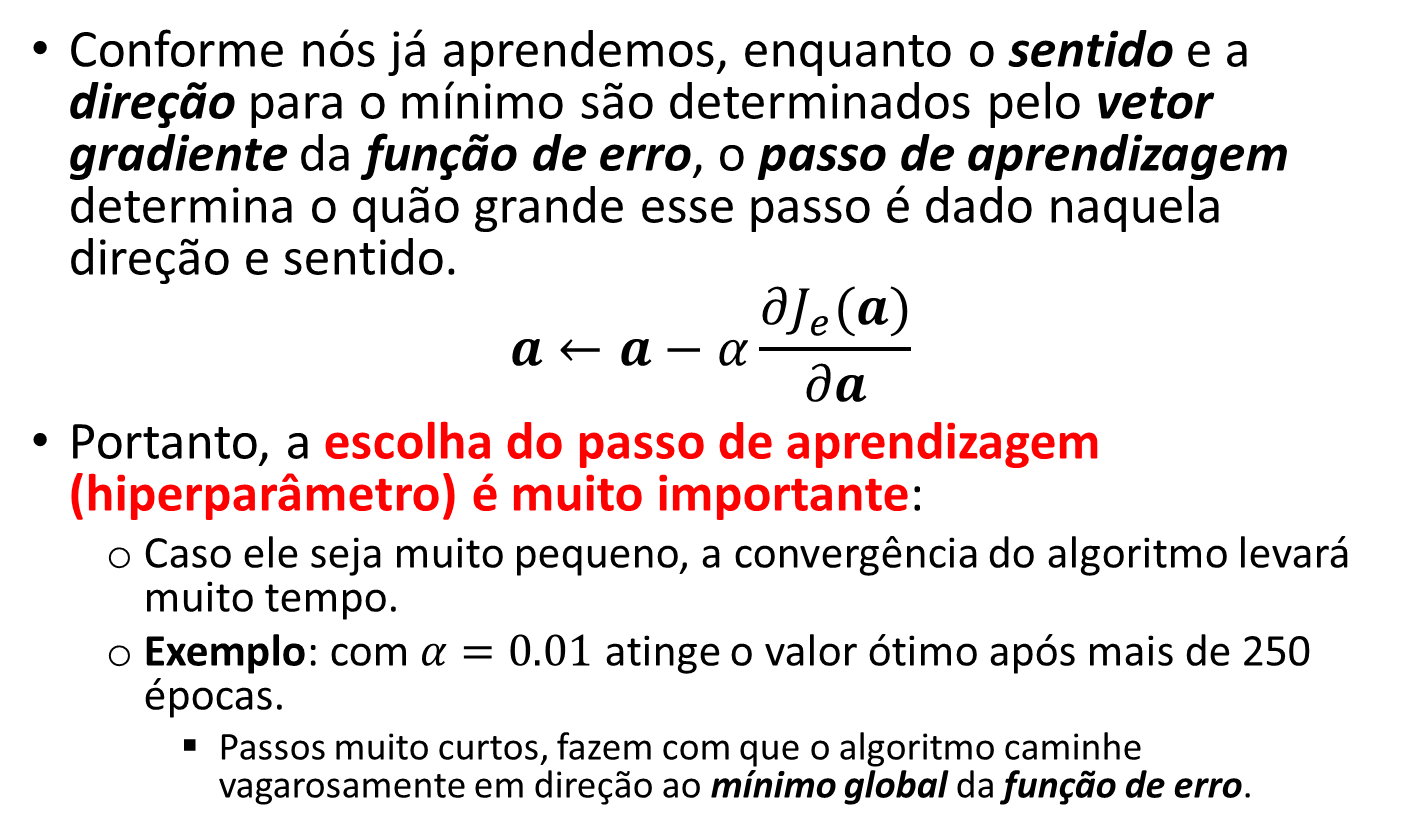 • Conforme nós já aprendemos, enquanto o sentido e a
direção para o mínimo são determinados pelo vetor
gradiente da função de erro, o passo de aprendizagem
determina o quão grande esse passo é dado naquela
direção e sentido.
𝒂 ← 𝒂 − α ∂Jₑ(𝒂)/∂𝒂
• Portanto, a escolha do passo de aprendizagem
(hiperparâmetro) é muito importante:
o Caso ele seja muito pequeno, a convergência do algoritmo levará
muito tempo.
o Exemplo: com α = 0.01 atinge o valor ótimo após mais de 250
épocas.
▪ Passos muito curtos, fazem com que o algoritmo caminhe
vagarosamente em direção ao mínimo global da função de erro.